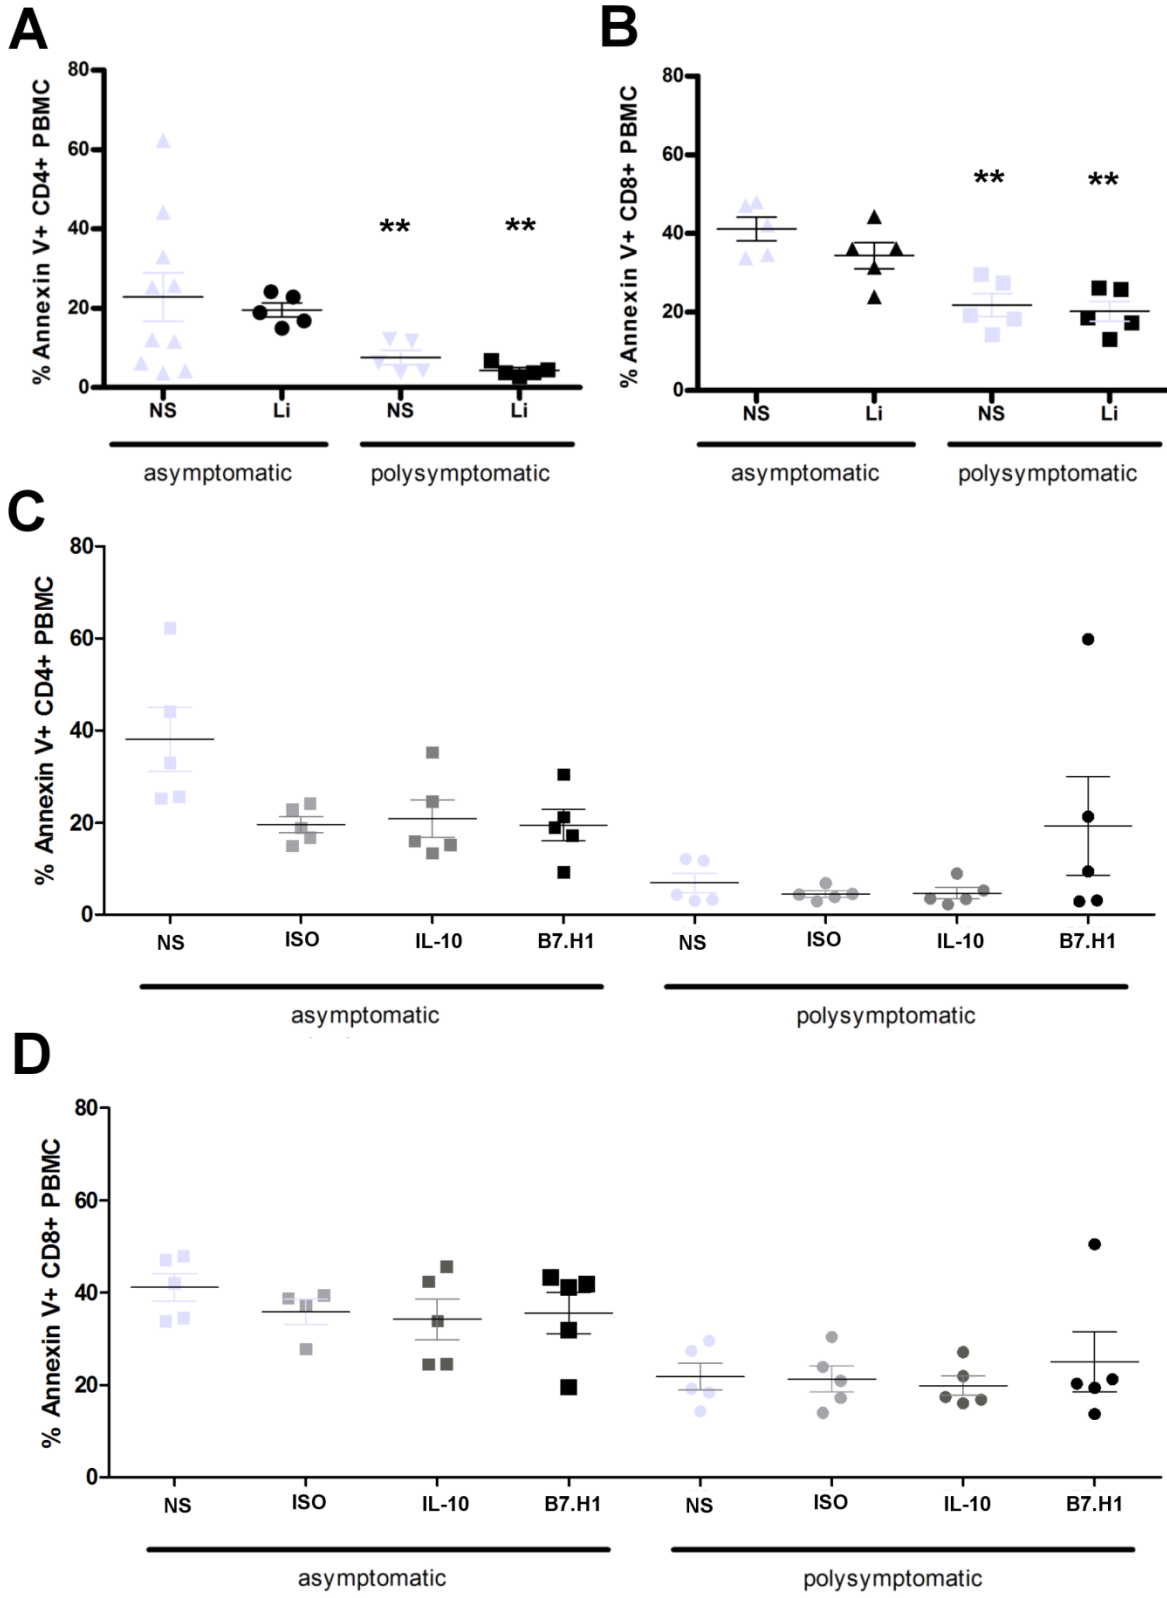 A
% Annexin V+ CD4+ PBMC
80
60
40
20
0
** **
NS Li NS Li
asymptomatic polysymptomatic
B
% Annexin V+ CD8+ PBMC
80
60
40
20
0
** **
NS Li NS Li
asymptomatic polysymptomatic
C
% Annexin V+ CD4+ PBMC
80
60
40
20
0
NS ISO IL-10 B7.H1 NS ISO IL-10 B7.H1
asymptomatic polysymptomatic
D
% Annexin V+ CD8+ PBMC
80
60
40
20
0
NS ISO IL-10 B7.H1 NS ISO IL-10 B7.H1
asymptomatic polysymptomatic